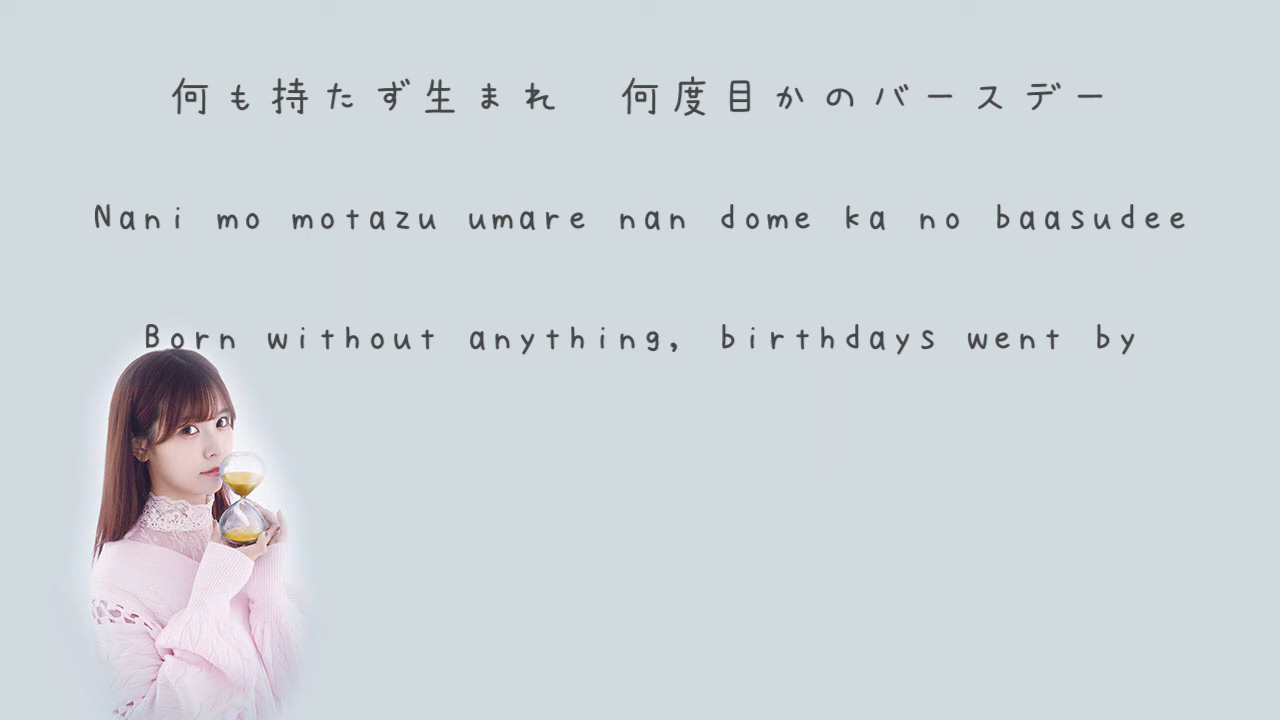 何も持たず生まれ　何度目かのバースデー
Nani mo motazu umare nan dome ka no baasudee
Born without anything, birthdays went by